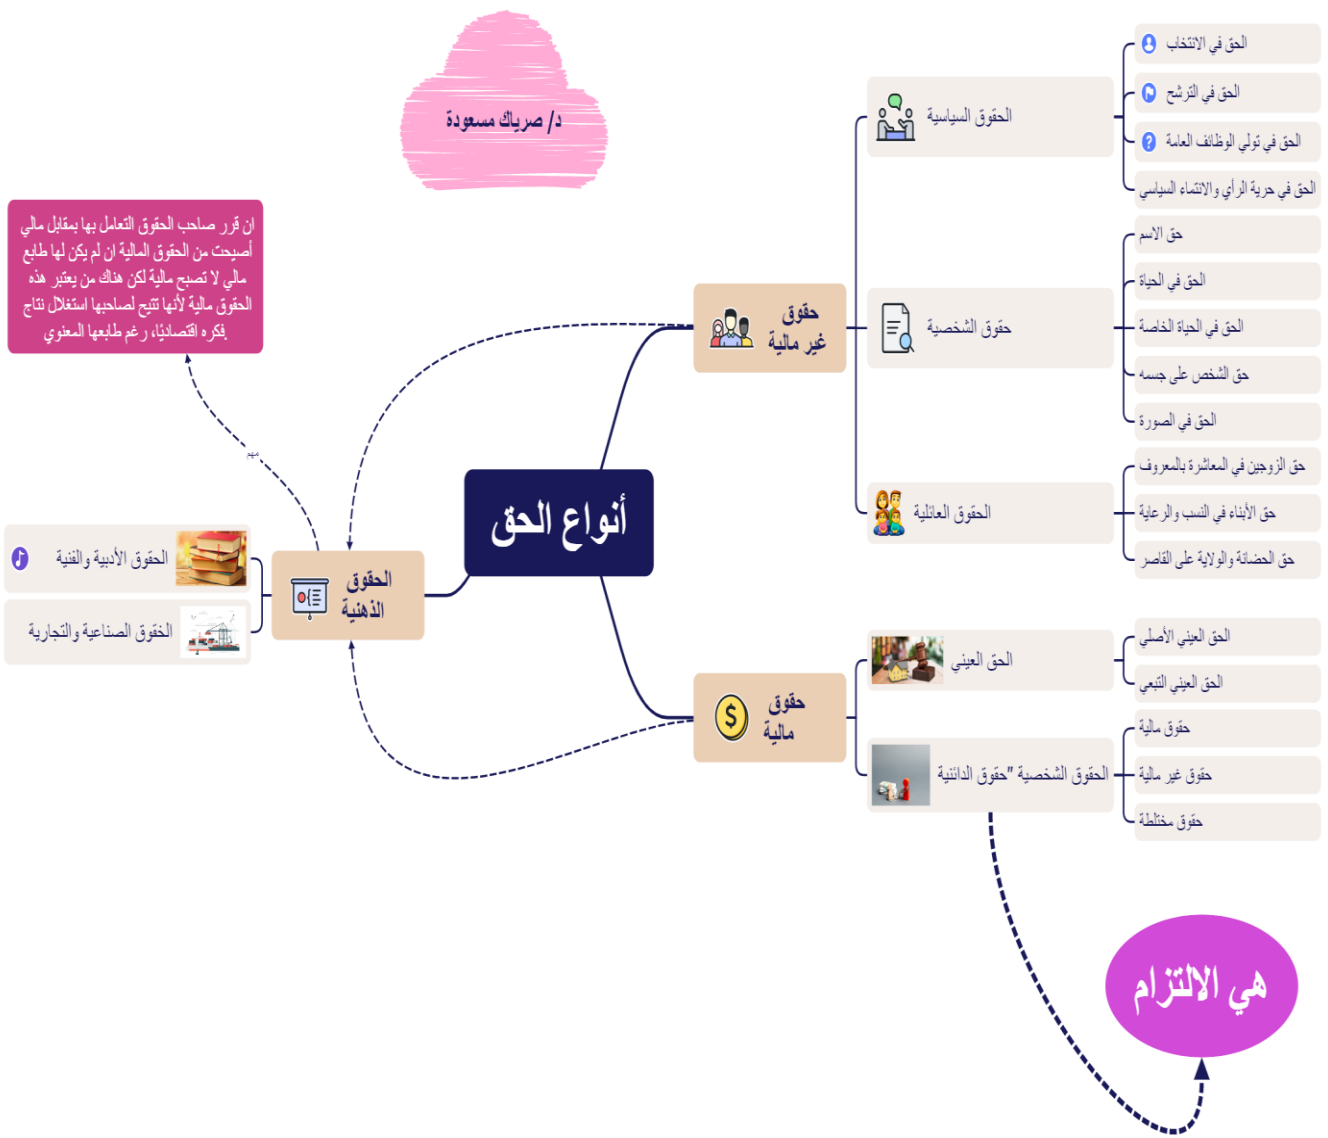 د/ صرياك مسعودة
أنواع الحق
حقوق
غير مالية
الحقوق السياسية
الحق في الانتخاب
الحق في الترشح
الحق في تولي الوظائف العامة
الحق في حرية الرأي والانتماء السياسي
حقوق الشخصية
حق الاسم
الحق في الحياة
الحق في الحياة الخاصة
حق الشخص على جسمه
الحق في الصورة
الحقوق العائلية
حق الزوجين في المعاشرة بالمعروف
حق الأبناء في النسب والرعاية
حق الحضانة والولاية على القاصر
حقوق
مالية
الحق العيني
الحق العيني الأصلي
الحق العيني التبعي
الحقوق الشخصية "حقوق الدائنية
حقوق مالية
حقوق غير مالية
حقوق مختلطة
هي الالتزام
الحقوق
الذهنية
الحقوق الأدبية والفنية
الخقوق الصناعية والتجارية
مهم
ان قرر صاحب الحقوق التعامل بها بمقابل مالي
أصبحت من الحقوق المالية ان لم يكن لها طابع
مالي لا تصبح مالية لكن هناك من يعتبر هذه
الحقوق مالية لأنها تتيح لصاحبها استغلال نتاج
فكره اقتصاديًا، رغم طابعها المعنوي.